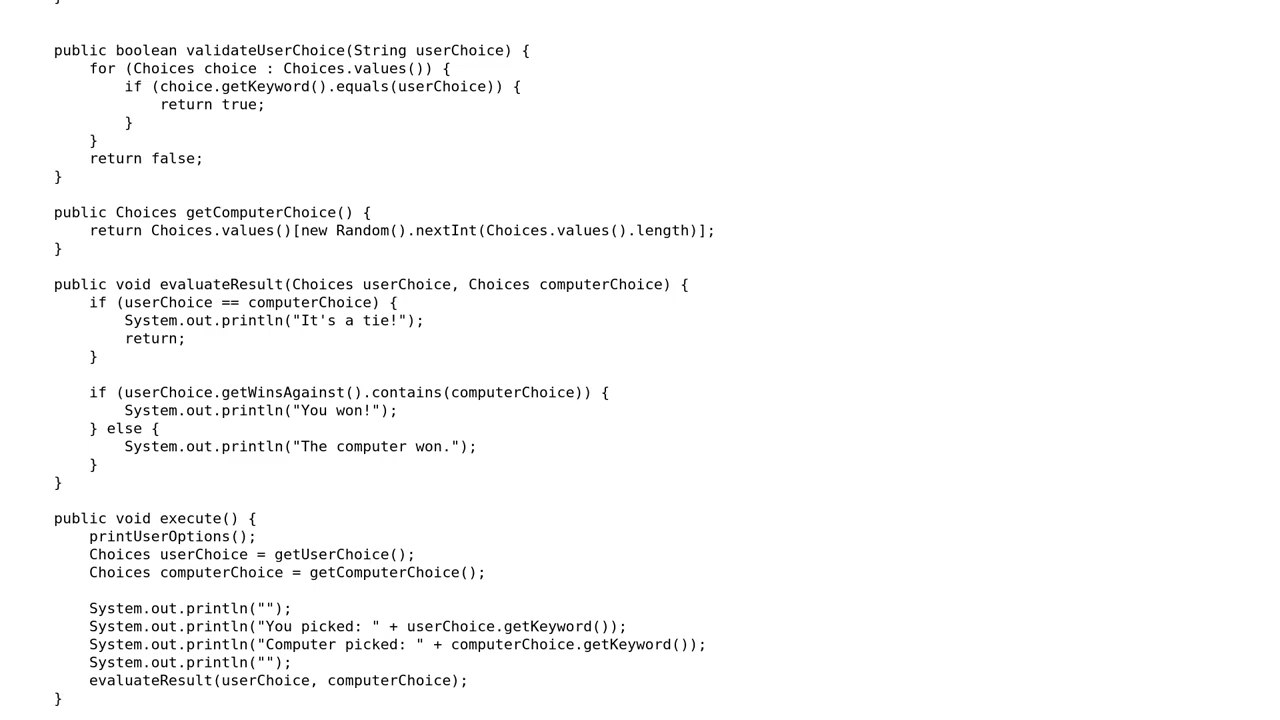 }
public boolean validateUserChoice(String userChoice) {
    for (Choices choice : Choices.values()) {
        if (choice.getKeyword().equals(userChoice)) {
            return true;
        }
    }
    return false;
}

public Choices getComputerChoice() {
    return Choices.values()[new Random().nextInt(Choices.values().length)];
}

public void evaluateResult(Choices userChoice, Choices computerChoice) {
    if (userChoice == computerChoice) {
        System.out.println("It's a tie!");
        return;
    }

    if (userChoice.getWinsAgainst().contains(computerChoice)) {
        System.out.println("You won!");
    } else {
        System.out.println("The computer won.");
    }
}

public void execute() {
    printUserOptions();
    Choices userChoice = getUserChoice();
    Choices computerChoice = getComputerChoice();

    System.out.println("");
    System.out.println("You picked: " + userChoice.getKeyword());
    System.out.println("Computer picked: " + computerChoice.getKeyword());
    System.out.println("");
    evaluateResult(userChoice, computerChoice);
}